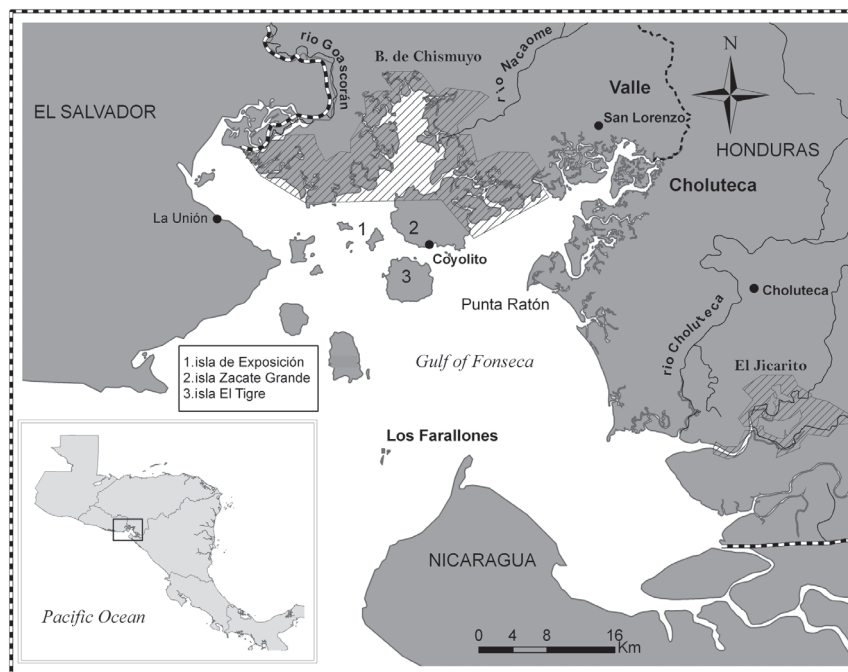 río Goascorán
B. de Chismuyo
río Nacaome
N
Valle
EL SALVADOR
San Lorenzo
HONDURAS
Choluteca
La Unión
1
2
Coyolito
3
Punta Ratón
Choluteca
río Choluteca
Gulf of Fonseca
El Jicarito
1.isla de Exposición
2.isla Zacate Grande
3.isla El Tigre
Los Farallones
NICARAGUA
Pacific Ocean
0 4 8 16
Km